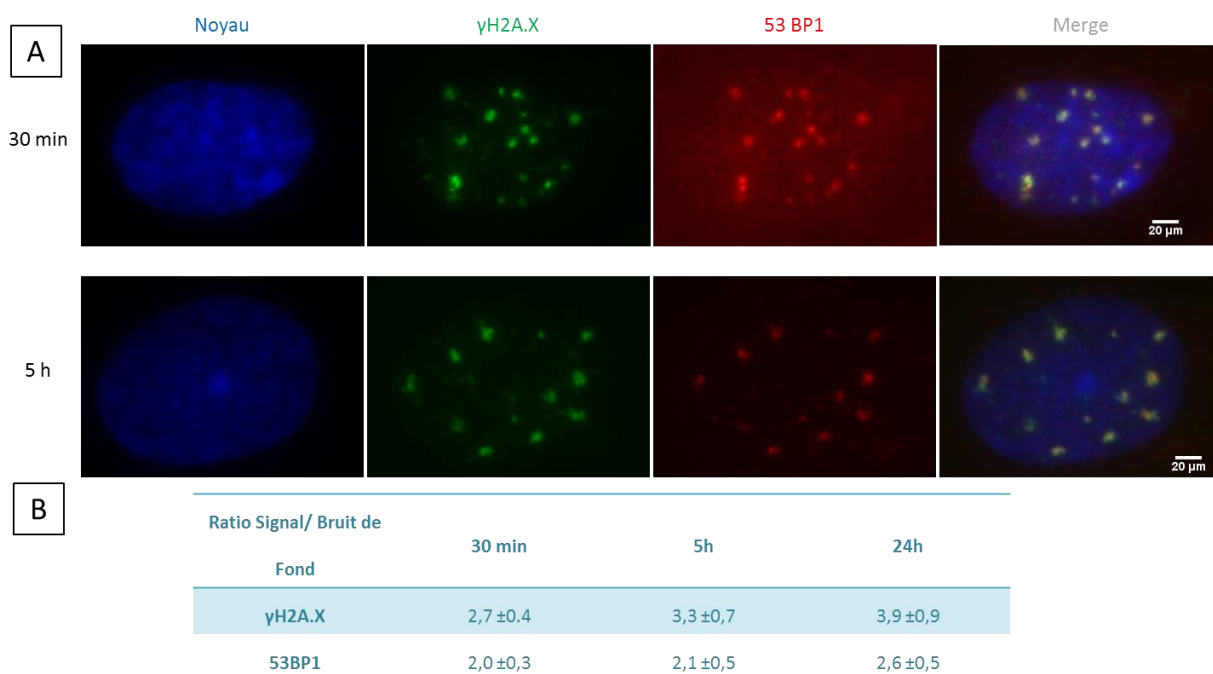 A
Noyau
γH2A.X
53 BP1
Merge
30 min
20 µm
5 h
20 µm
B
Ratio Signal/ Bruit de
Fond
30 min
5h
24h
γH2A.X
2,7 ±0.4
3,3 ±0,7
3,9 ±0,9
53BP1
2,0 ±0,3
2,1 ±0,5
2,6 ±0,5